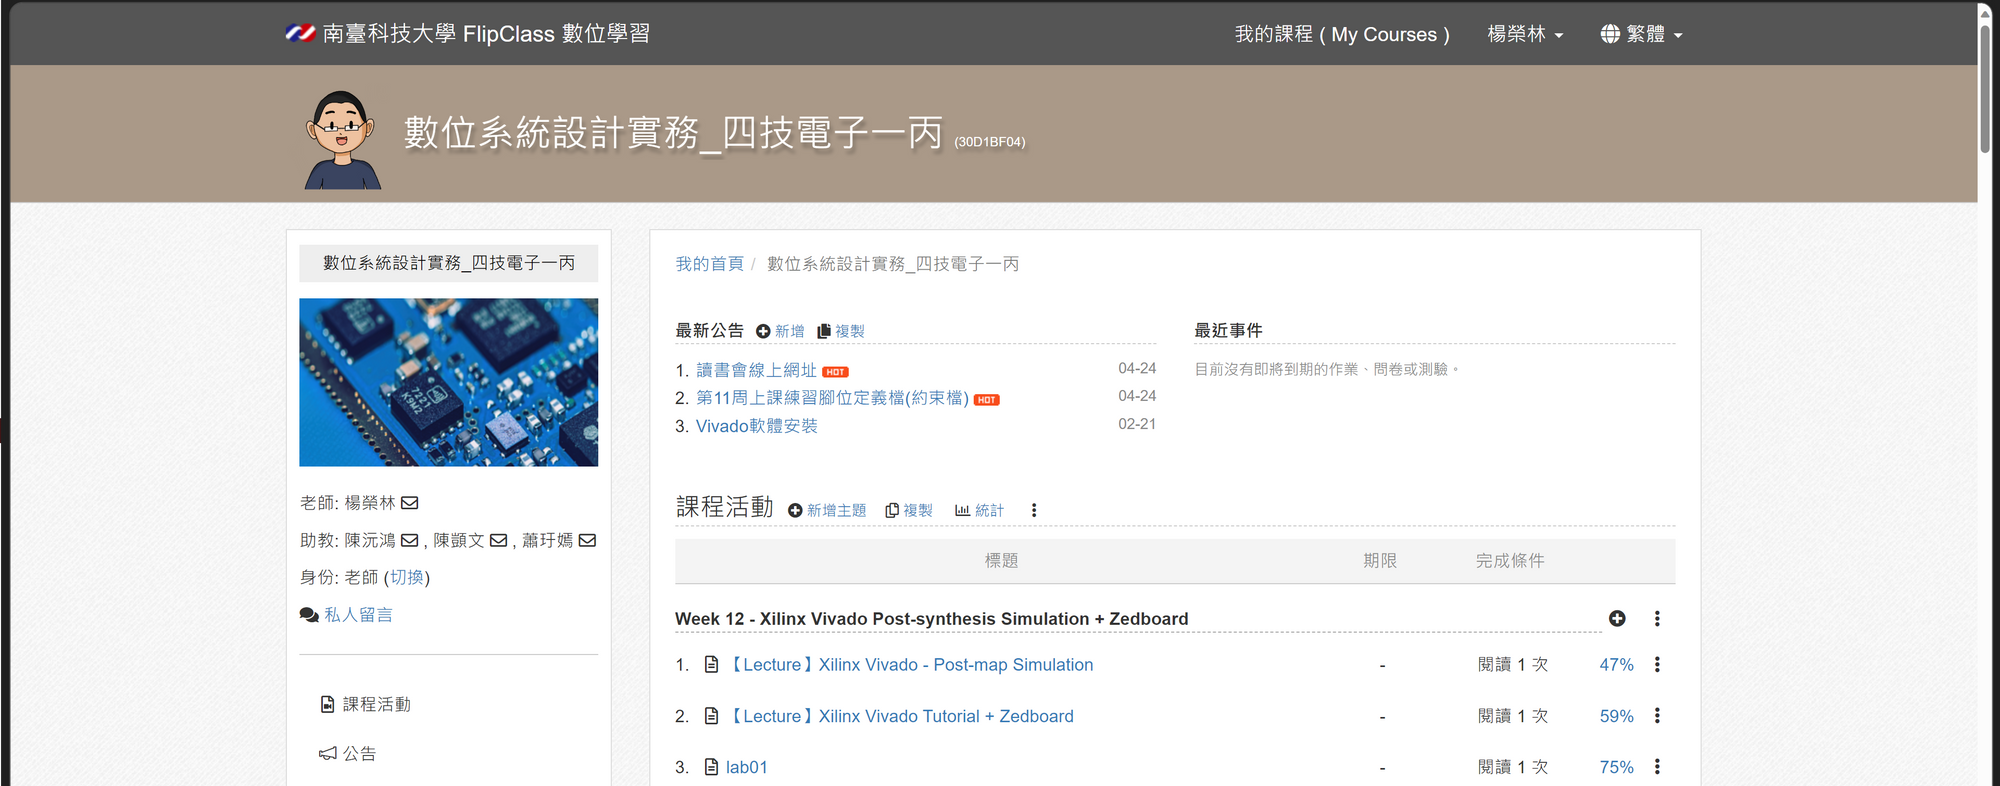 南臺科技大學 FlipClass 數位學習
我的課程 ( My Courses )
楊榮林
繁體
數位系統設計實務_四技電子一丙 (30D1BF04)
數位系統設計實務_四技電子一丙
老師: 楊榮林
助教: 陳沅鴻 , 陳顗文 , 蕭玗嫣
身份: 老師 (切換)
私人留言
課程活動
公告
我的首頁 / 數位系統設計實務_四技電子一丙
最新公告 新增 複製
1. 讀書會線上網址 HOT 04-24
2. 第11周上課練習腳位定義檔(約束檔) HOT 04-24
3. Vivado軟體安裝 02-21
最近事件
目前沒有即將到期的作業、問卷或測驗。
課程活動 新增主題 複製 統計
標題 期限 完成條件
Week 12 - Xilinx Vivado Post-synthesis Simulation + Zedboard
1. 【Lecture】Xilinx Vivado - Post-map Simulation - 閱讀 1 次 47%
2. 【Lecture】Xilinx Vivado Tutorial + Zedboard - 閱讀 1 次 59%
3. lab01 - 閱讀 1 次 75%